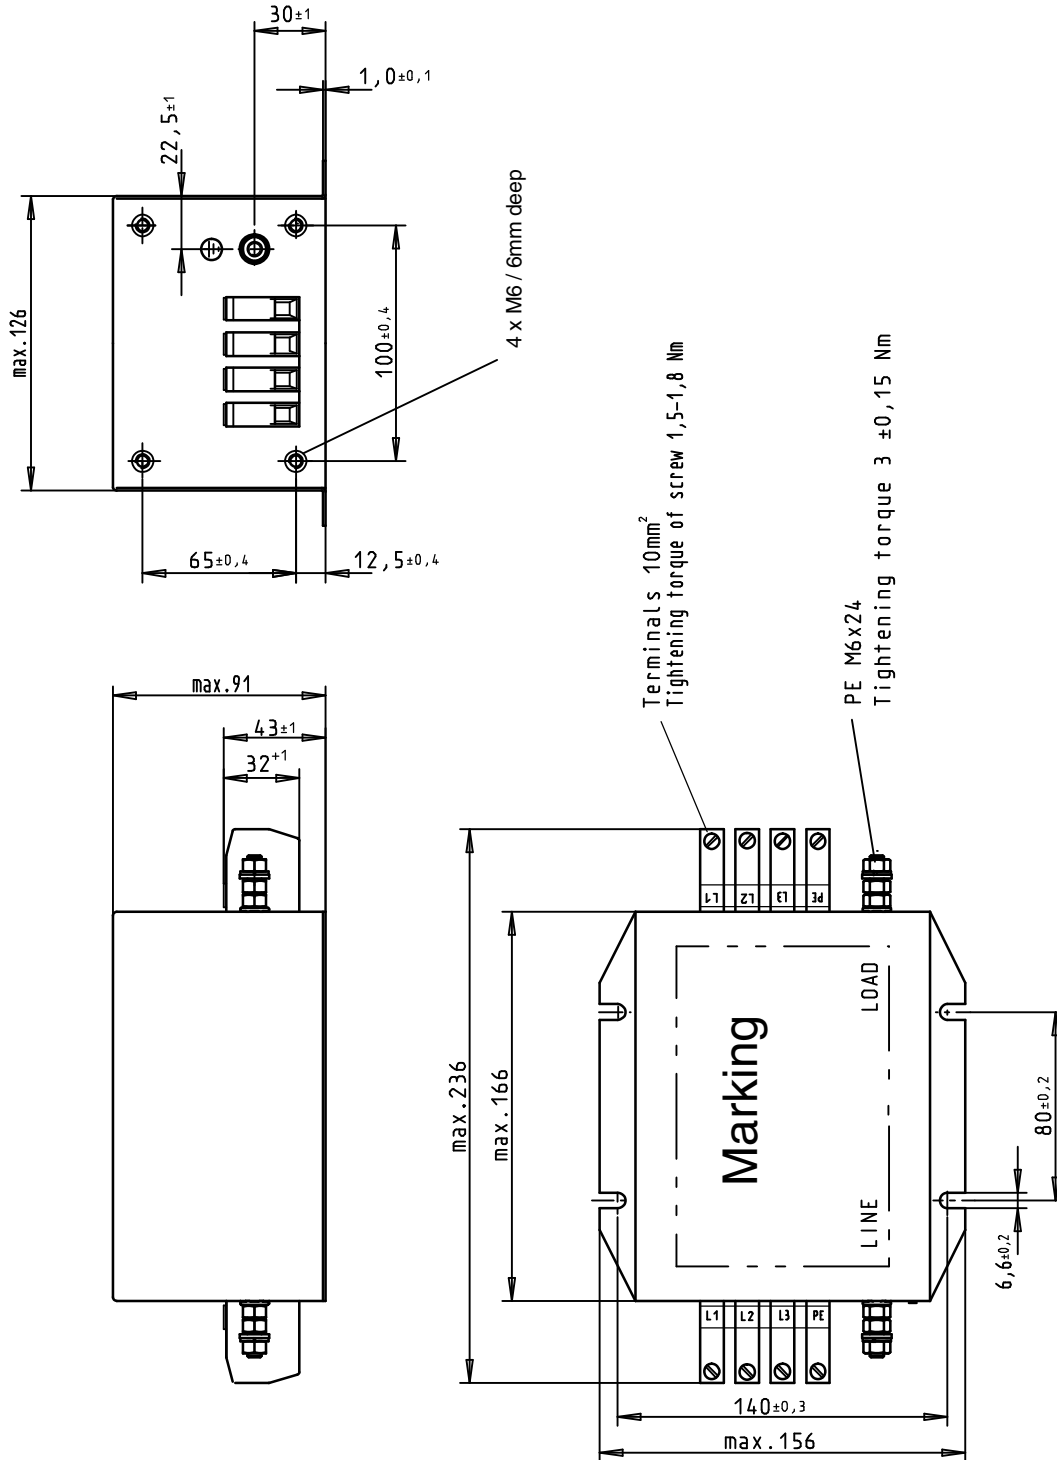 30±1
1,0±0,1
22,5±1
max.126
100±0,4
4 x M6 / 6mm deep
65±0,4
12,5±0,4
max.91
43±1
32+1
Terminals 10mm²
Tightening torque of screw 1,5-1,8 Nm
PE M6x24
Tightening torque 3 ±0,15 Nm
L1 L2 L3 PE
max.236
max.166
Marking
LOAD
LINE
80±0,2
6,6±0,2
L1 L2 L3 PE
140±0,3
max.156